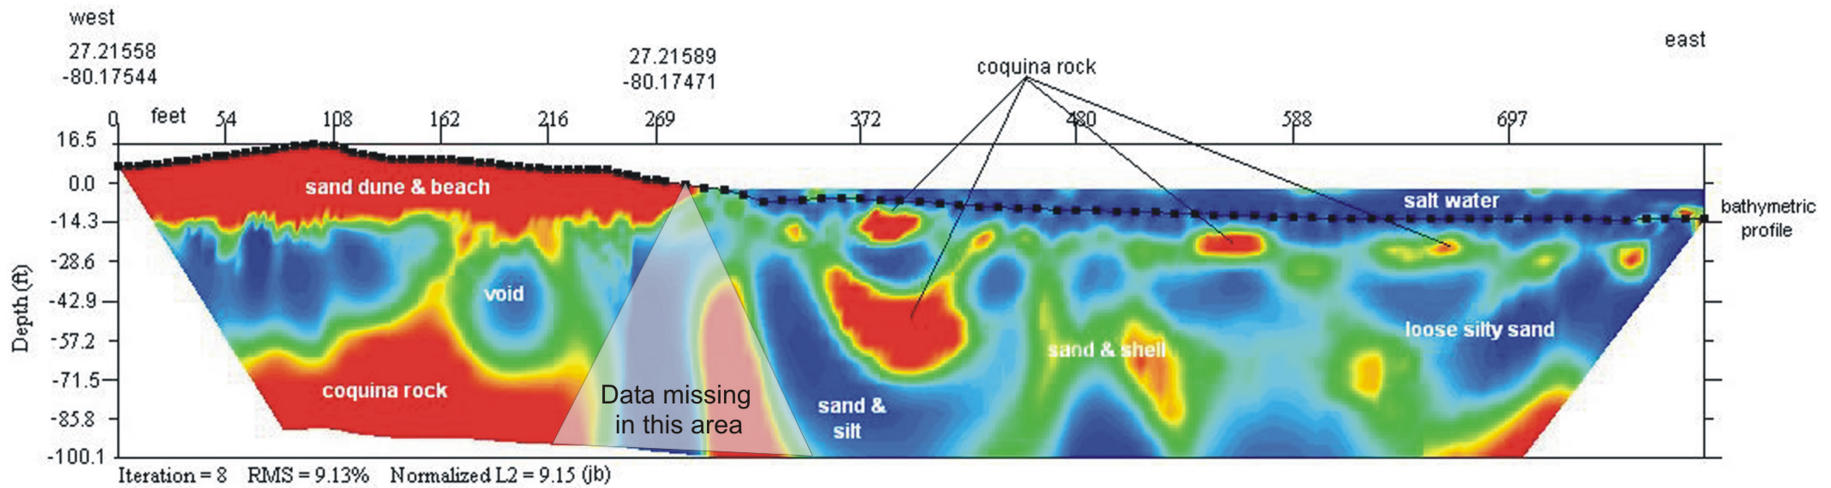 west
east
27.21558
-80.17544
27.21589
-80.17471
coquina rock
0 feet 54 108 162 216 269 372 480 588 697
16.5
0.0
-14.3
-28.6
-42.9
-57.2
-71.5
-85.8
-100.1
Depth (ft)
sand dune & beach
salt water
bathymetric
profile
void
loose silty sand
sand & shell
coquina rock
Data missing
in this area
sand &
silt
Iteration = 8 RMS = 9.13% Normalized L2 = 9.15 (jb)